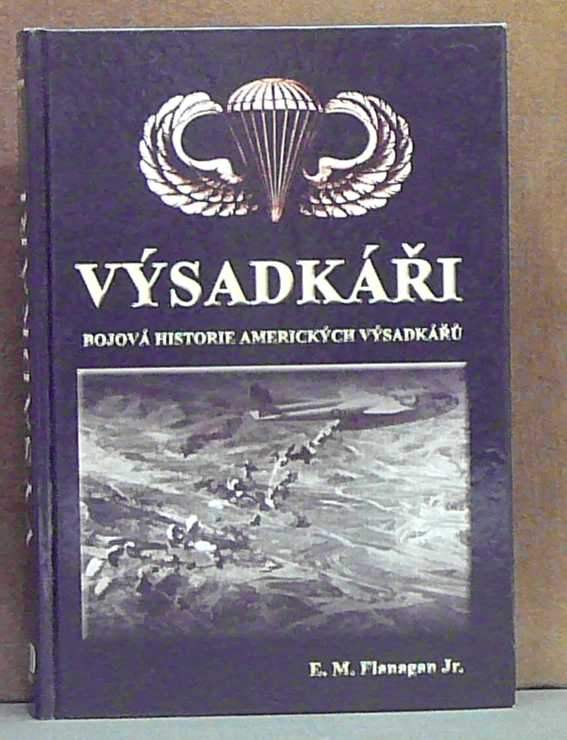 VÝSADKÁŘI
BOJOVÁ HISTORIE AMERICKÝCH VÝSADKÁŘŮ
E. M. Flanagan Jr.